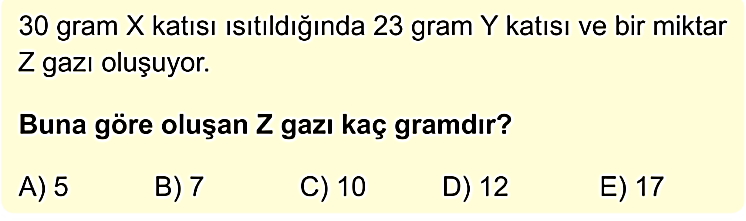 30 gram X katısı ısıtıldığında 23 gram Y katısı ve bir miktar
Z gazı oluşuyor.
Buna göre oluşan Z gazı kaç gramdır?
A) 5 B) 7 C) 10 D) 12 E) 17